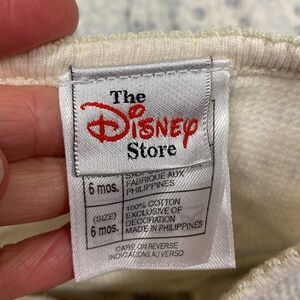 The
Disney
Store
6 mos.
FABRIQUE AUX
PHILIPPINES
(SIZE)
6 mos.
100% COTTON
EXCLUSIVE OF
DECORATION
MADE IN PHILIPPINES
CARE ON REVERSE
INDICATIONS AU VERSO